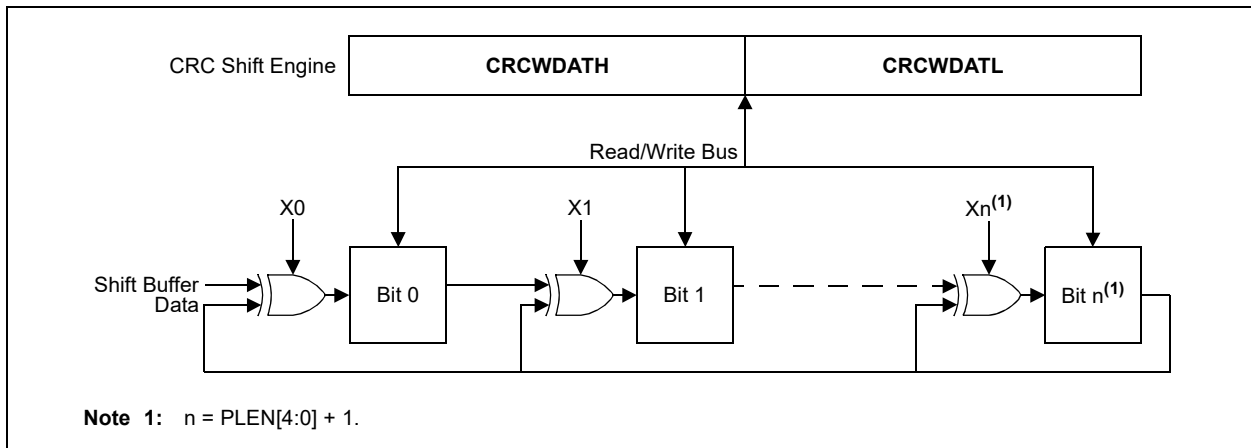 CRC Shift Engine CRCWDATH CRCWDATL
Read/Write Bus
X0 X1 Xn(1)
Shift Buffer
Data
Bit 0 Bit 1 Bit n(1)
Note 1: n = PLEN[4:0] + 1.